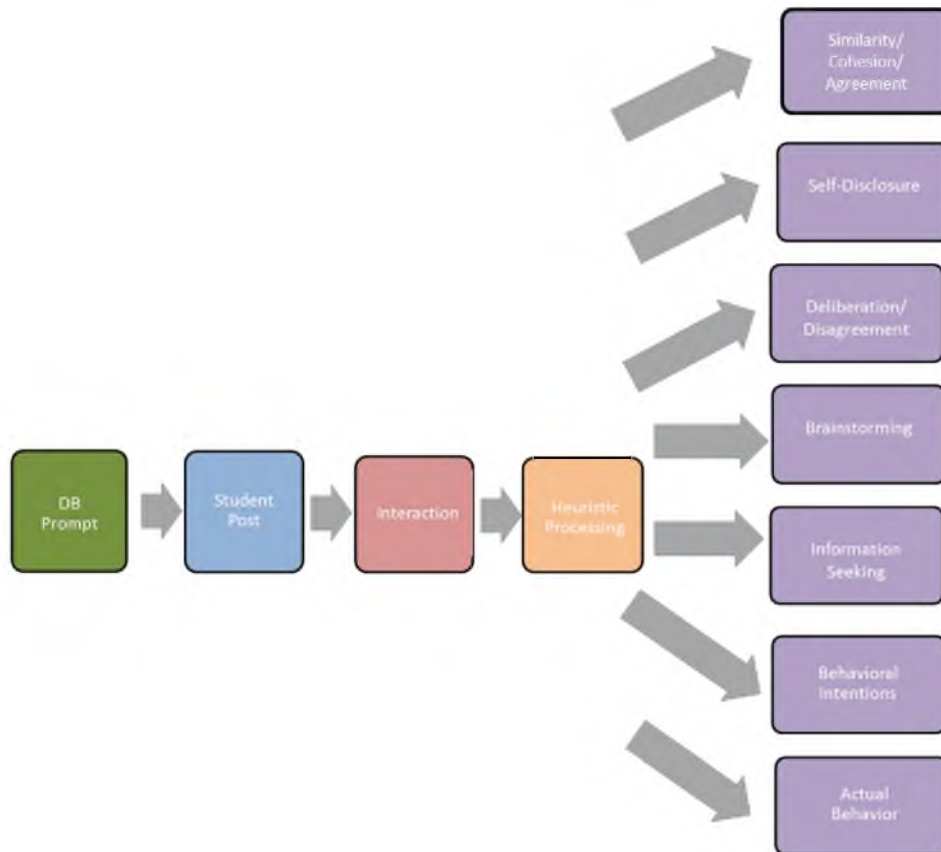 Similarity/
Cohesion/
Agreement
Self-Disclosure
Deliberation/
Disagreement
Brainstorming
DB
Prompt
Student
Post
Interaction
Heuristic
Processing
Information
Seeking
Behavioral
Intentions
Actual
Behavior